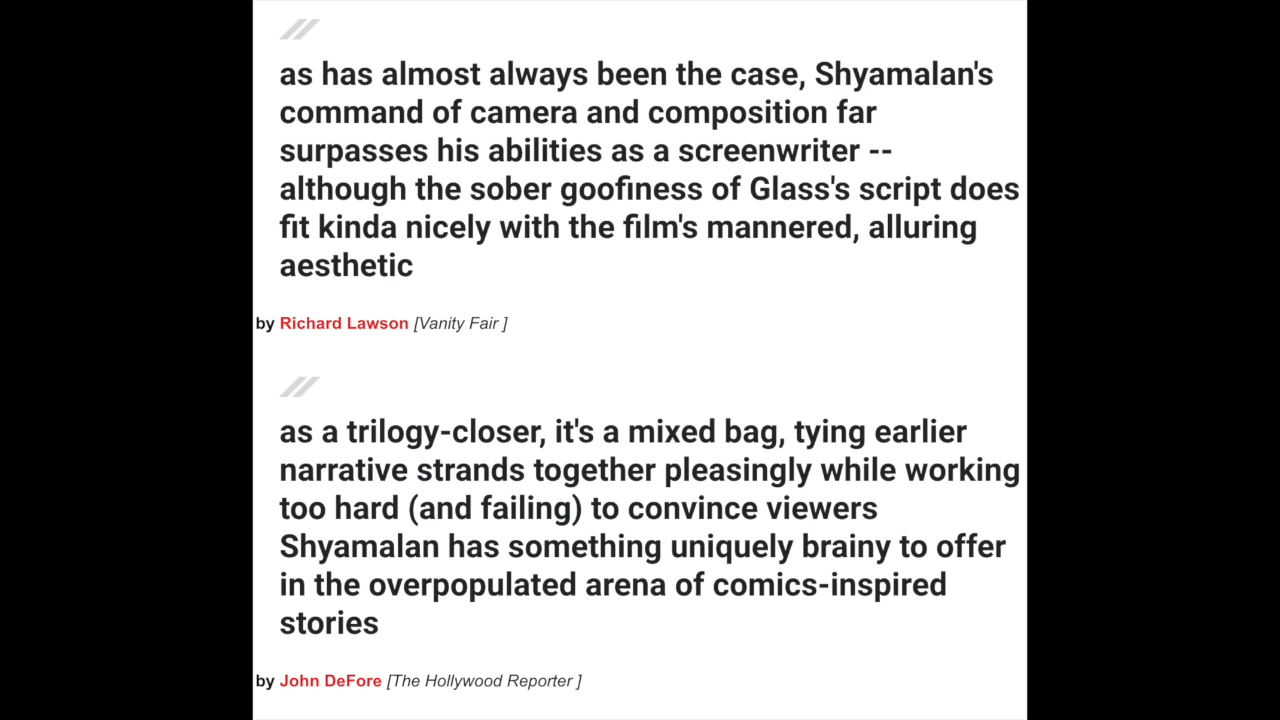 as has almost always been the case, Shyamalan's
command of camera and composition far
surpasses his abilities as a screenwriter --
although the sober goofiness of Glass's script does
fit kinda nicely with the film's mannered, alluring
aesthetic
by Richard Lawson [Vanity Fair ]
as a trilogy-closer, it's a mixed bag, tying earlier
narrative strands together pleasingly while working
too hard (and failing) to convince viewers
Shyamalan has something uniquely brainy to offer
in the overpopulated arena of comics-inspired
stories
by John DeFore [The Hollywood Reporter ]